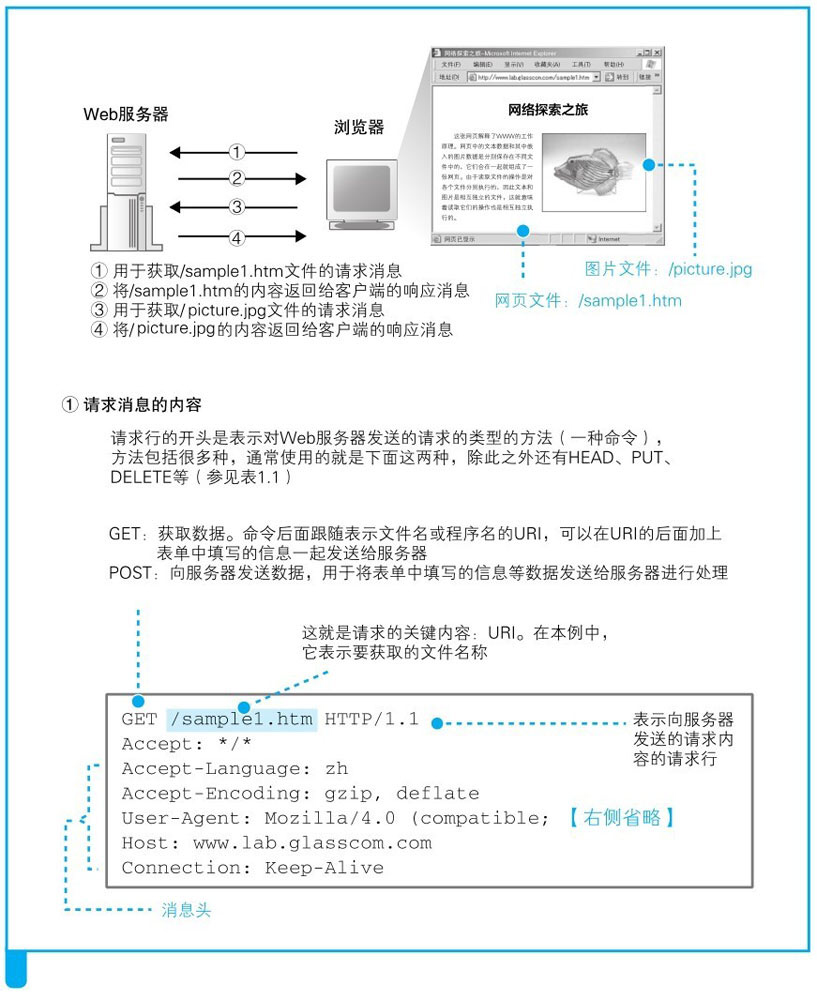 Web服务器
浏览器
①
②
③
④
网络探索之旅-Microsoft Internet Explorer
文件(F) 编辑(E) 显示(V) 收藏夹(A) 工具(T) 帮助(H)
地址(D) http://www.lab.glasscom.com/sample1.htm 转到 链接 »
网络探索之旅
这张网页解释了WWW的工作
原理。网页中的文本数据和其中嵌
入的图片数据是分别保存在不同文
件中的，它们合在一起就组成了一
张网页。由于读取文件的操作是对
各个文件分别执行的，因此文本和
图片是相互独立的文件，这就意味
着读取它们的操作也是相互独立执
行的。
网页已显示 Internet
图片文件：/picture.jpg
网页文件：/sample1.htm
① 用于获取/sample1.htm文件的请求消息
② 将/sample1.htm的内容返回给客户端的响应消息
③ 用于获取/picture.jpg文件的请求消息
④ 将/picture.jpg的内容返回给客户端的响应消息
① 请求消息的内容
请求行的开头是表示对Web服务器发送的请求的类型的方法（一种命令），
方法包括很多种，通常使用的就是下面这两种，除此之外还有HEAD、PUT、
DELETE等（参见表1.1）
GET：获取数据。命令后面跟随表示文件名或程序名的URI，可以在URI的后面加上
表单中填写的信息一起发送给服务器
POST：向服务器发送数据，用于将表单中填写的信息等数据发送给服务器进行处理
这就是请求的关键内容：URI。在本例中，
它表示要获取的文件名称
GET /sample1.htm HTTP/1.1
Accept: */*
Accept-Language: zh
Accept-Encoding: gzip, deflate
User-Agent: Mozilla/4.0 (compatible; 【右侧省略】
Host: www.lab.glasscom.com
Connection: Keep-Alive
表示向服务器
发送的请求内
容的请求行
消息头